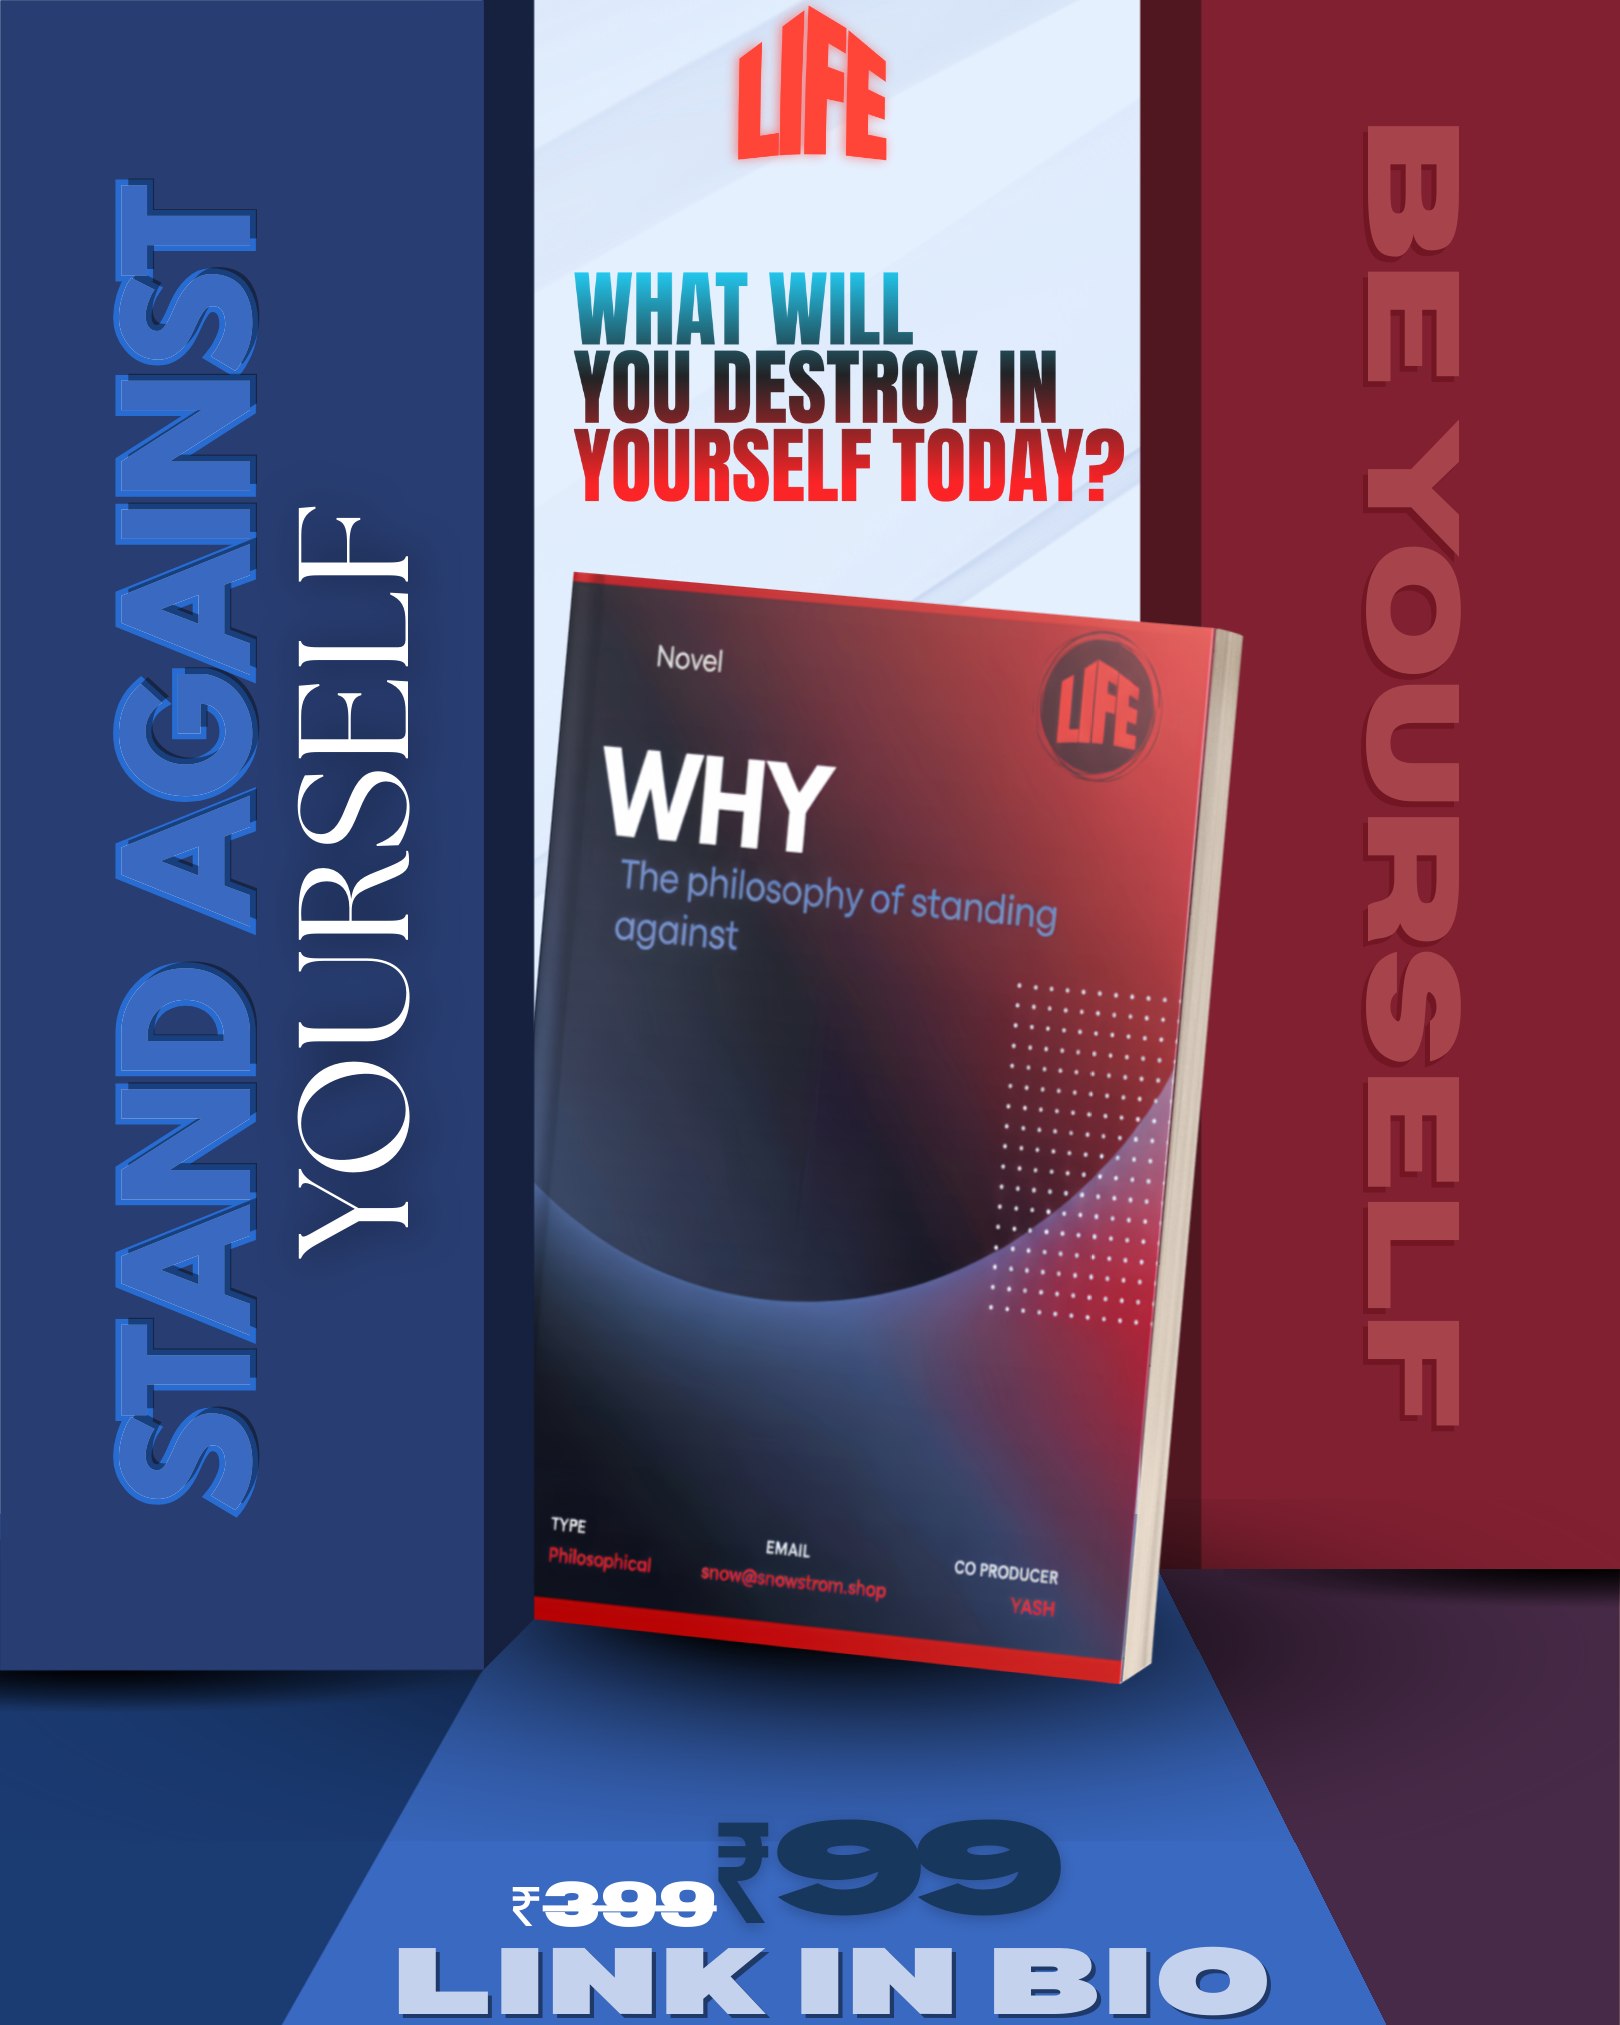 STAND AGAINST
YOURSELF
LIFE
WHAT WILL
YOU DESTROY IN
YOURSELF TODAY?
Novel
LIFE
WHY
The philosophy of standing
against
TYPE
Philosophical
EMAIL
snow@snowstrom.shop
CO PRODUCER
YASH
BE YOURSELF
₹399
₹99
LINK IN BIO